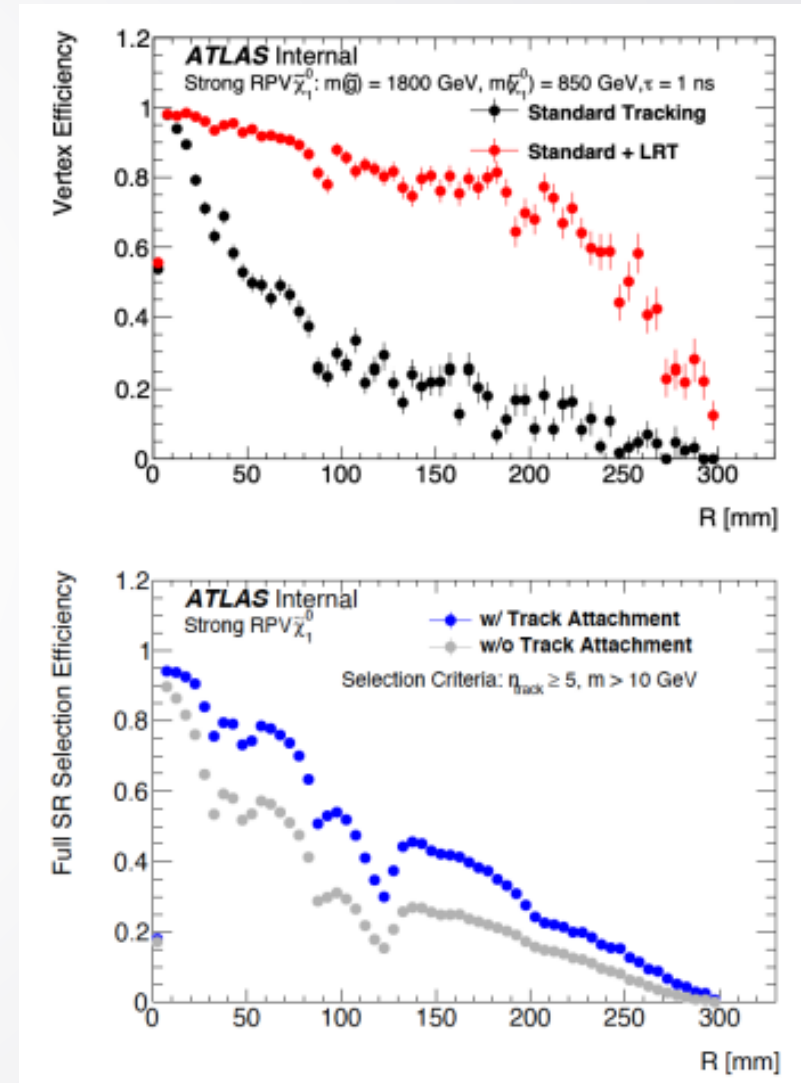 ATLAS Internal
Strong RPV χ̃₁⁰: m(g̃) = 1800 GeV, m(χ̃₁⁰) = 850 GeV, τ = 1 ns
Standard Tracking
Standard + LRT
Vertex Efficiency
1.2
1
0.8
0.6
0.4
0.2
0
0 50 100 150 200 250 300
R [mm]
ATLAS Internal
Strong RPV χ̃₁⁰
w/ Track Attachment
w/o Track Attachment
Selection Criteria: n_track ≥ 5, m > 10 GeV
Full SR Selection Efficiency
1.2
1
0.8
0.6
0.4
0.2
0
0 50 100 150 200 250 300
R [mm]